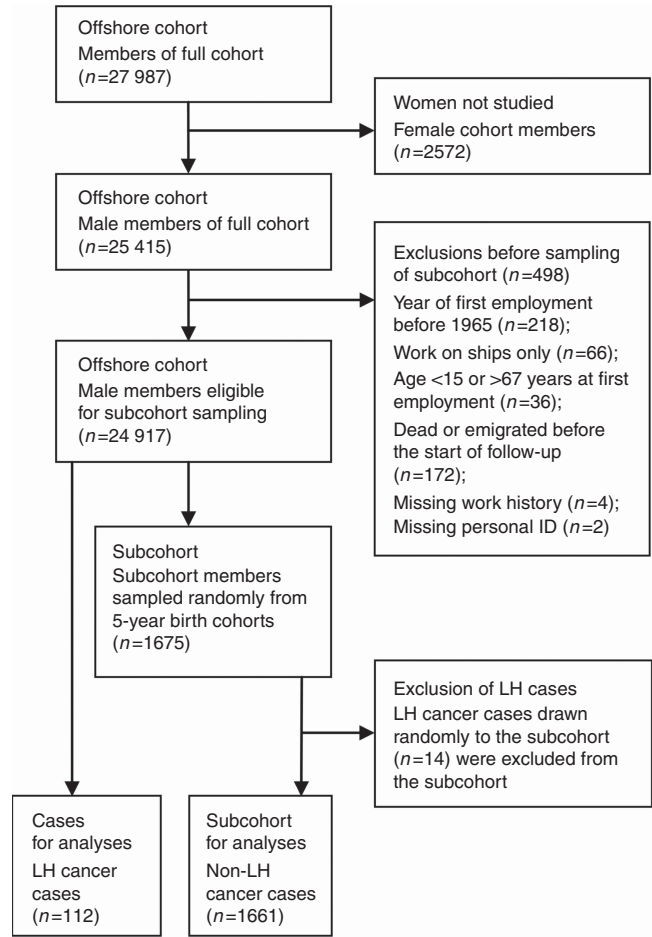 Offshore cohort
Members of full cohort
(n=27 987)
Women not studied
Female cohort members
(n=2572)
Offshore cohort
Male members of full cohort
(n=25 415)
Exclusions before sampling
of subcohort (n=498)
Year of first employment
before 1965 (n=218);
Work on ships only (n=66);
Age <15 or >67 years at first
employment (n=36);
Dead or emigrated before
the start of follow-up
(n=172);
Missing work history (n=4);
Missing personal ID (n=2)
Offshore cohort
Male members eligible
for subcohort sampling
(n=24 917)
Subcohort
Subcohort members
sampled randomly from
5-year birth cohorts
(n=1675)
Exclusion of LH cases
LH cancer cases drawn
randomly to the subcohort
(n=14) were excluded from
the subcohort
Cases
for analyses
LH cancer
cases
(n=112)
Subcohort
for analyses
Non-LH
cancer cases
(n=1661)